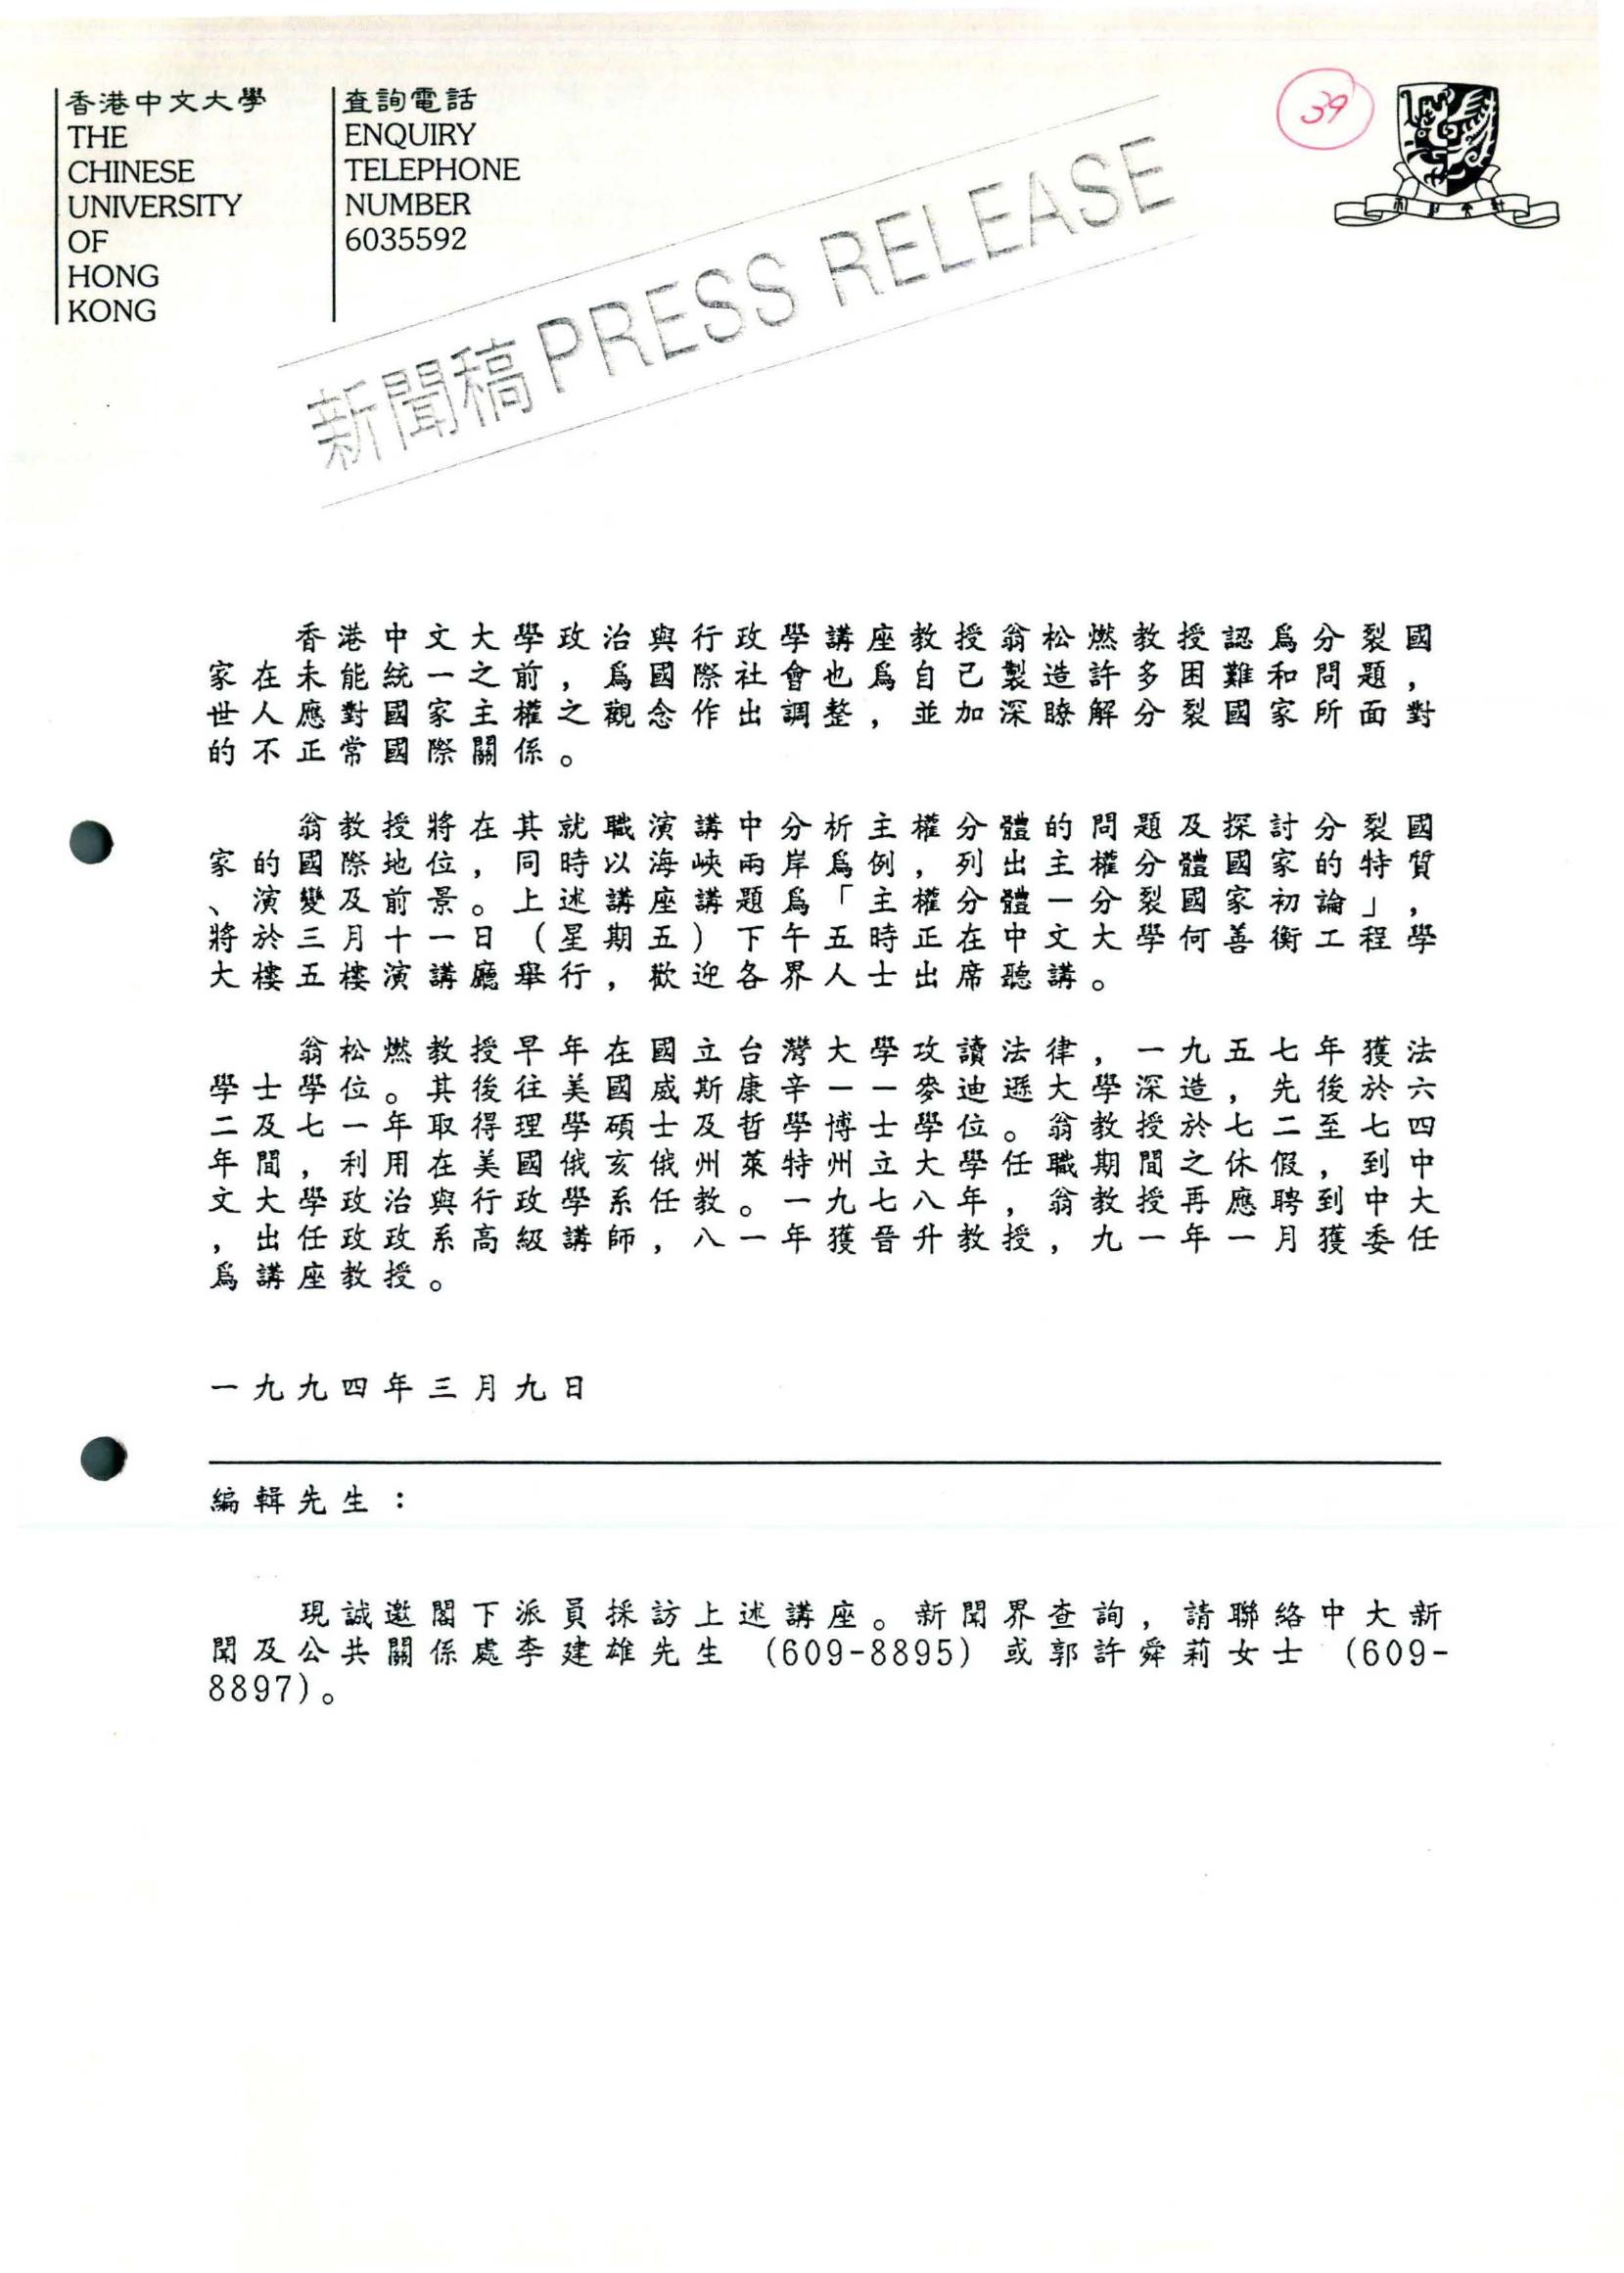 香港中文大學
THE
CHINESE
UNIVERSITY
OF
HONG
KONG
查詢電話
ENQUIRY
TELEPHONE
NUMBER
6035592
39
新聞稿 PRESS RELEASE
香港中文大學政治與行政學講座教授翁松燃教授認爲分裂國
家在未能統一之前，爲國際社會也爲自己製造許多困難和問題，
世人應對國家主權之觀念作出調整，並加深瞭解分裂國家所面對
的不正常國際關係。
翁教授將在其就職演講中分析主權分體的問題及探討分裂國
家的國際地位，同時以海峽兩岸爲例，列出主權分體國家的特質
、演變及前景。上述講座講題爲「主權分體－分裂國家初論」，
將於三月十一日（星期五）下午五時正在中文大學何善衡工程學
大樓五樓演講廳舉行，歡迎各界人士出席聽講。
翁松燃教授早年在國立台灣大學攻讀法律，一九五七年獲法
學士學位。其後往美國威斯康辛——麥迪遜大學深造，先後於六
二及七一年取得理學碩士及哲學博士學位。翁教授於七二至七四
年間，利用在美國俄亥俄州萊特州立大學任職期間之休假，到中
文大學政治與行政學系任教。一九七八年，翁教授再應聘到中大
，出任政政系高級講師，八一年獲晉升教授，九一年一月獲委任
爲講座教授。
一九九四年三月九日
編輯先生：
現誠邀閣下派員採訪上述講座。新聞界查詢，請聯絡中大新
聞及公共關係處李建雄先生 (609-8895) 或郭許舜莉女士 (609-
8897)。